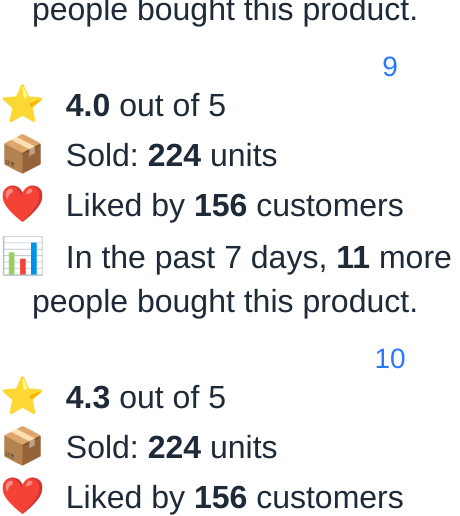 people bought this product.
9
⭐ 4.0 out of 5
📦 Sold: 224 units
❤️ Liked by 156 customers
📊 In the past 7 days, 11 more
people bought this product.
10
⭐ 4.3 out of 5
📦 Sold: 224 units
❤️ Liked by 156 customers